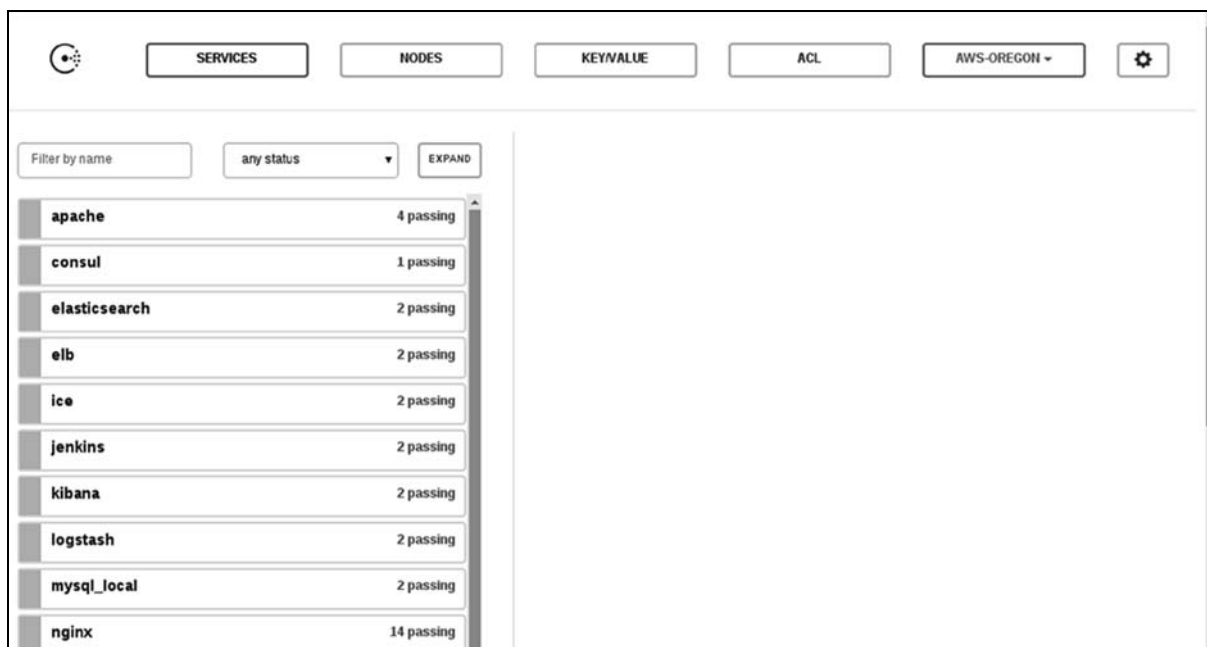 SERVICES NODES KEY/VALUE ACL AWS-OREGON
Filter by name any status EXPAND
apache 4 passing
consul 1 passing
elasticsearch 2 passing
elb 2 passing
ice 2 passing
jenkins 2 passing
kibana 2 passing
logstash 2 passing
mysql_local 2 passing
nginx 14 passing